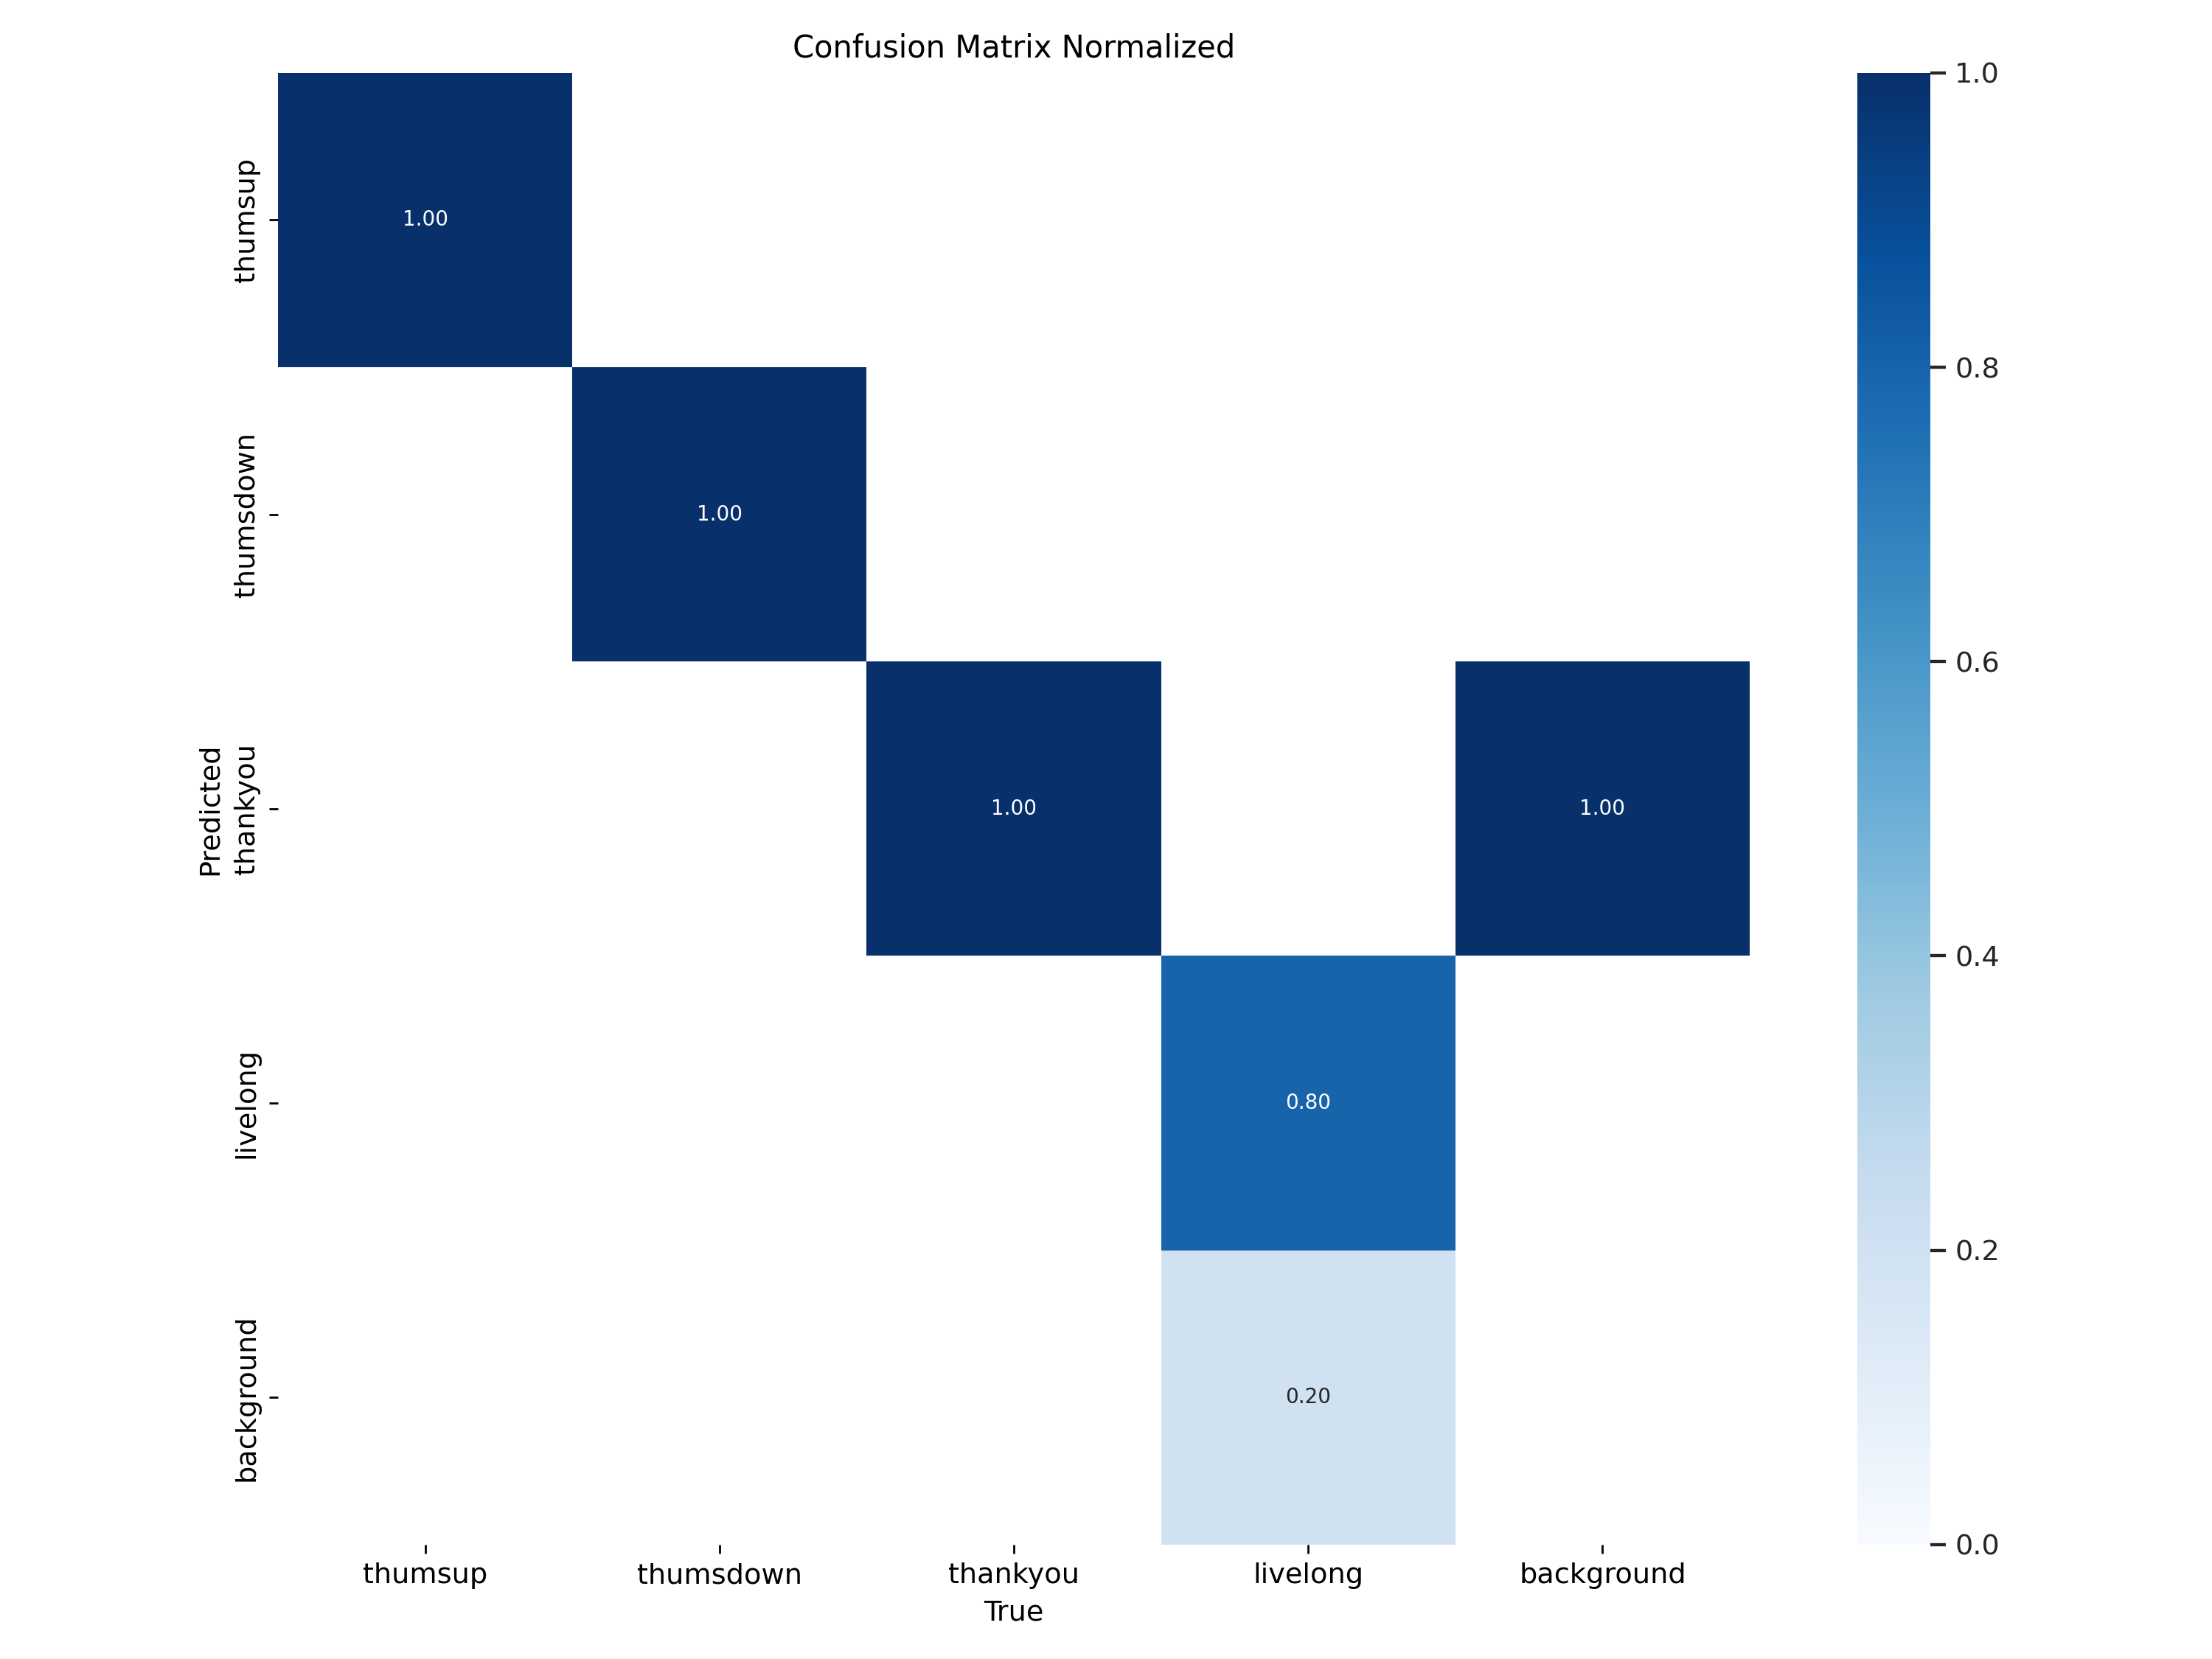 Confusion Matrix Normalized
thumsup
thumsdown
thankyou
livelong
background
Predicted
1.00
1.00
1.00
1.00
0.80
0.20
thumsup
thumsdown
thankyou
livelong
background
True
1.0
0.8
0.6
0.4
0.2
0.0